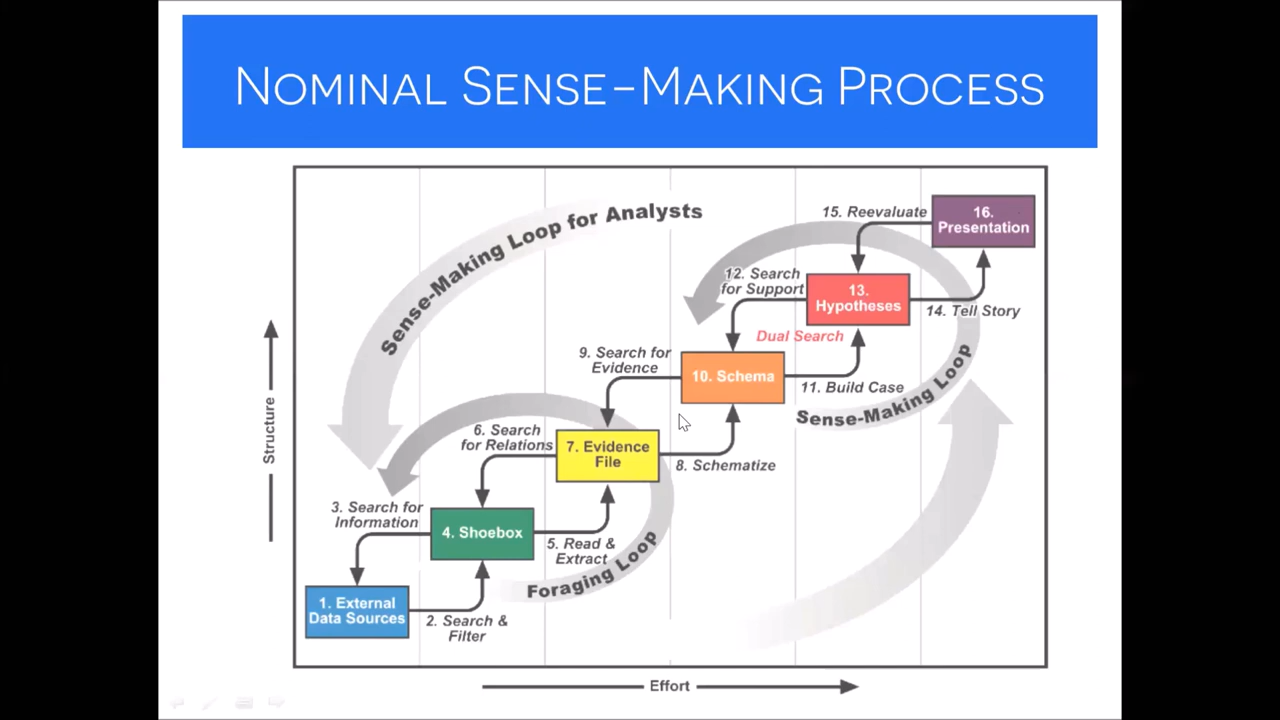 NOMINAL SENSE-MAKING PROCESS
Sense-Making Loop for Analysts
15. Reevaluate
16.
Presentation
12. Search
for Support
13.
Hypotheses
14. Tell Story
Dual Search
9. Search for
Evidence
10. Schema
11. Build Case
Sense-Making Loop
6. Search
for Relations
7. Evidence
File
8. Schematize
Structure
3. Search for
Information
4. Shoebox
5. Read &
Extract
Foraging Loop
1. External
Data Sources
2. Search &
Filter
Effort